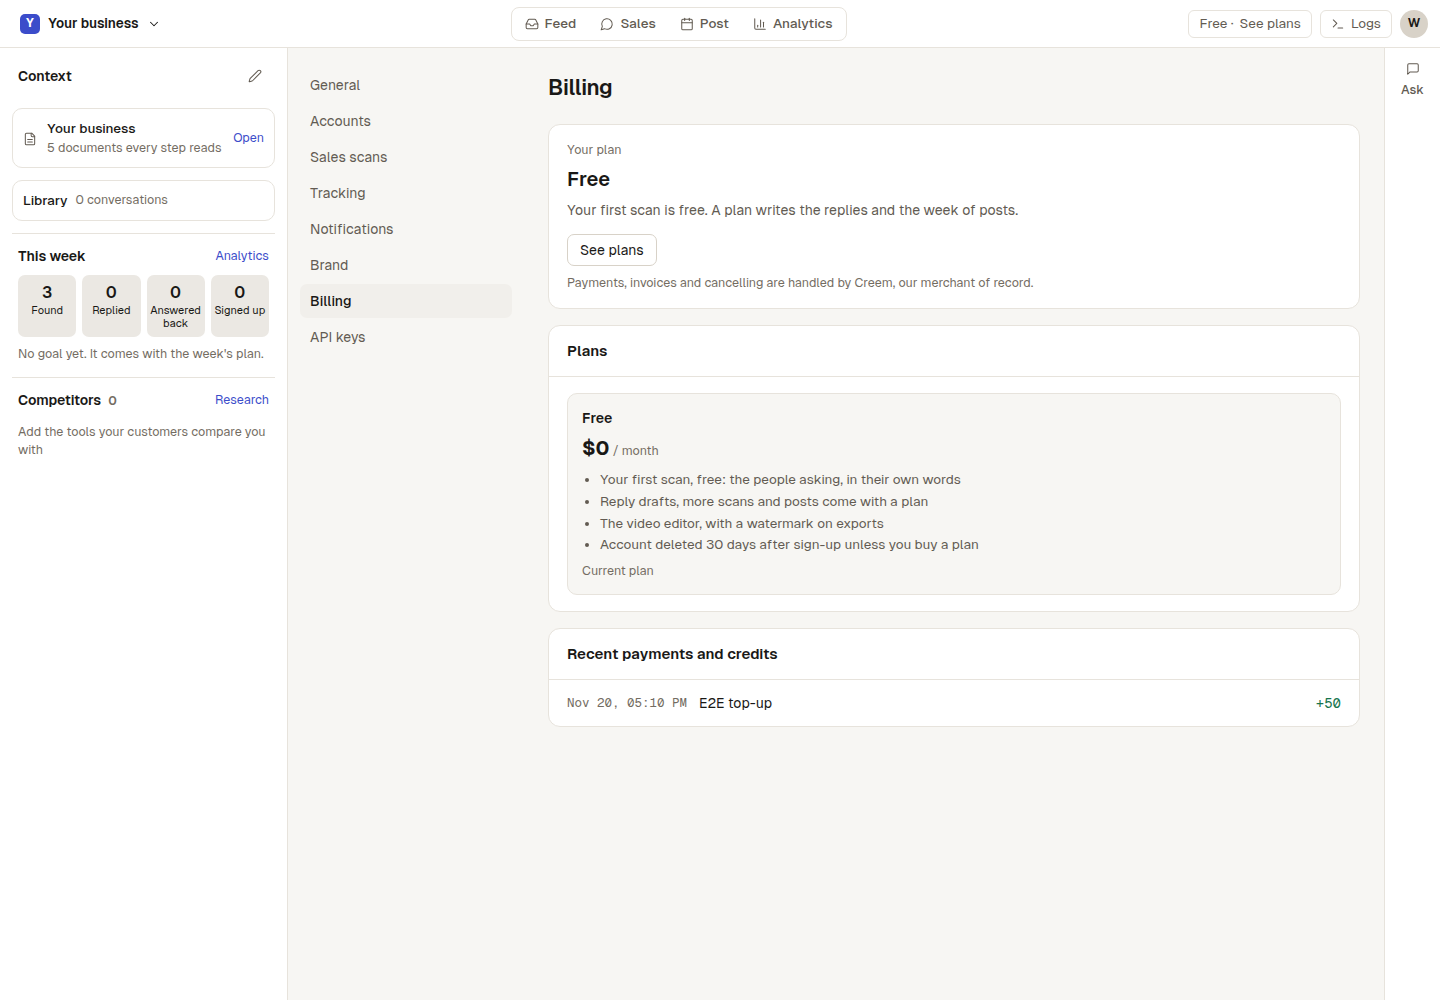 Y Your business
Feed
Sales
Post
Analytics
Free · See plans
Logs
W
Context
Your business
5 documents every step reads
Open
Library 0 conversations
This week
Analytics
3
Found
0
Replied
0
Answered back
0
Signed up
No goal yet. It comes with the week's plan.
Competitors 0
Research
Add the tools your customers compare you
with
General
Accounts
Sales scans
Tracking
Notifications
Brand
Billing
API keys
Billing
Your plan
Free
Your first scan is free. A plan writes the replies and the week of posts.
See plans
Payments, invoices and cancelling are handled by Creem, our merchant of record.
Plans
Free
$0 / month
• Your first scan, free: the people asking, in their own words
• Reply drafts, more scans and posts come with a plan
• The video editor, with a watermark on exports
• Account deleted 30 days after sign-up unless you buy a plan
Current plan
Recent payments and credits
Nov 20, 05:10 PM E2E top-up +50
Ask